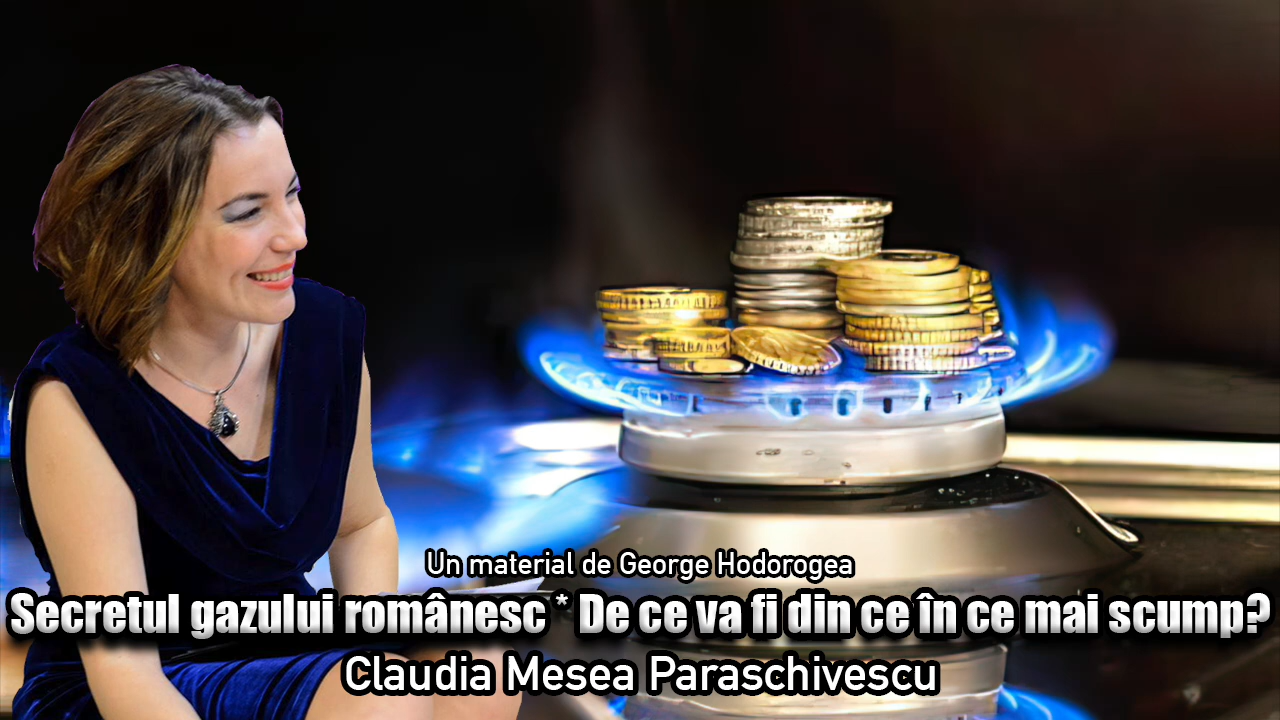 Un material de George Hodorogea
Secretul gazului românesc * De ce va fi din ce în ce mai scump?
Claudia Mesea Paraschivescu